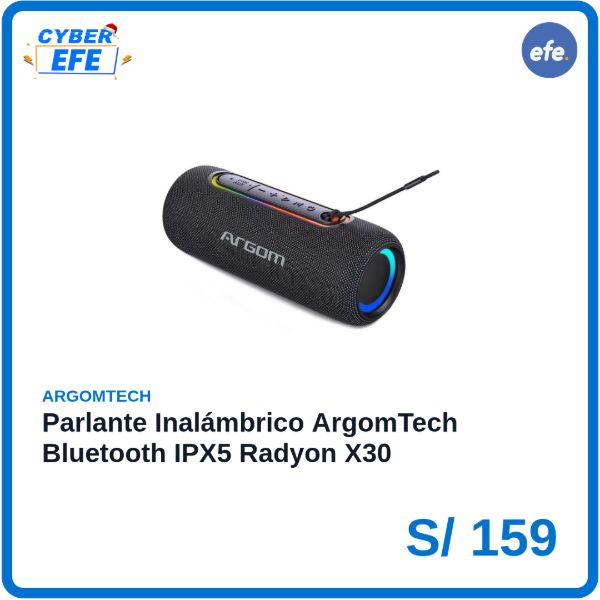 CYBER
EFE
efe.
ARGOM
ARGOMTECH
Parlante Inalámbrico ArgomTech
Bluetooth IPX5 Radyon X30
S/ 159